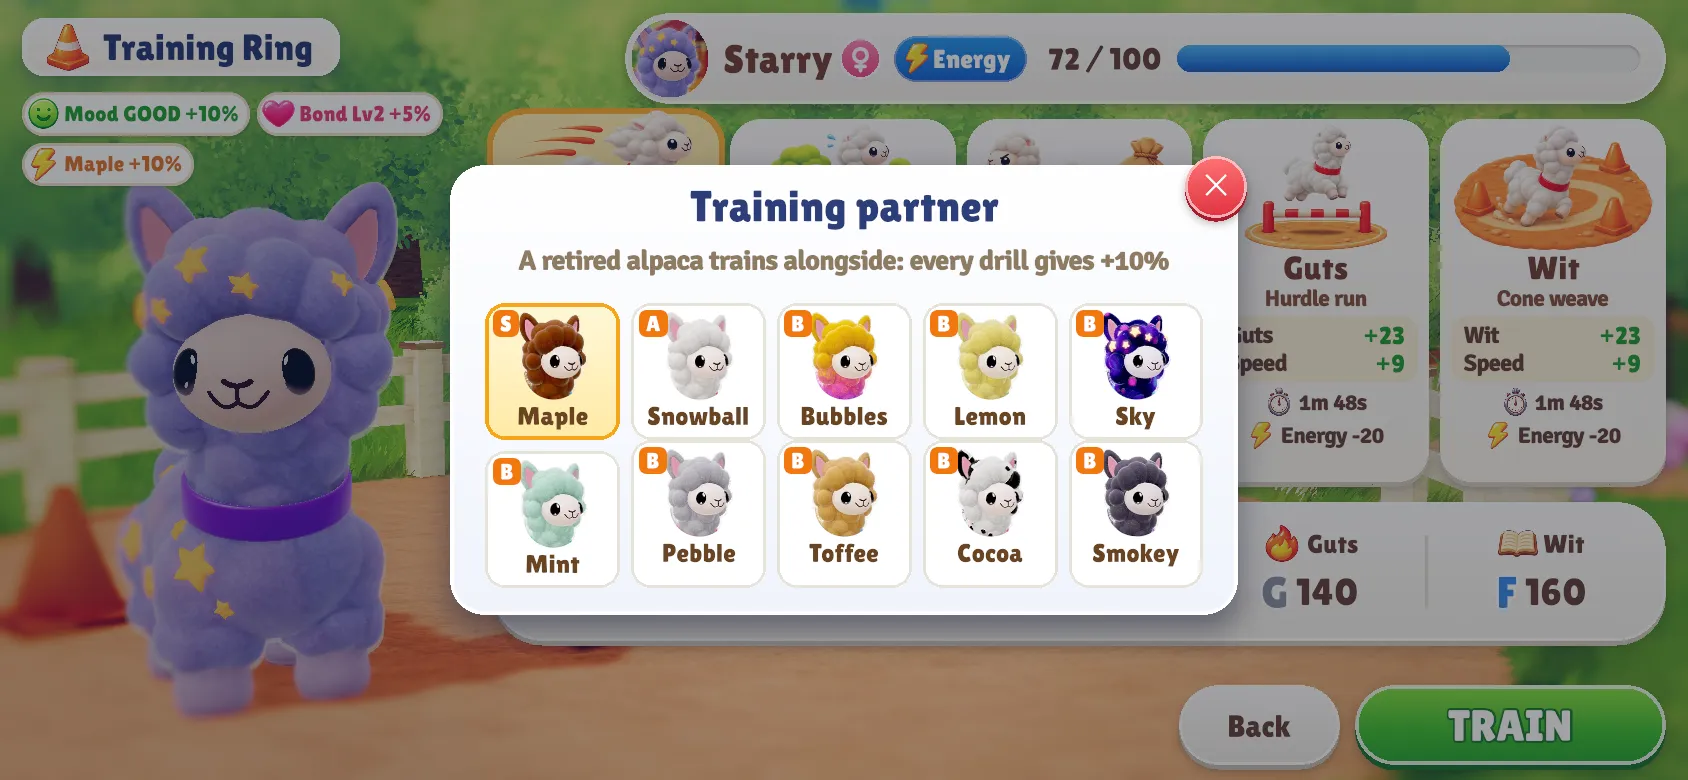 Training Ring
Starry
Energy
72 / 100
Mood GOOD +10%
Bond Lv2 +5%
Maple +10%
Training partner
A retired alpaca trains alongside: every drill gives +10%
S
Maple
A
Snowball
B
Bubbles
B
Lemon
B
Sky
B
Mint
B
Pebble
B
Toffee
B
Cocoa
B
Smokey
Guts
Hurdle run
Guts +23
Speed +9
1m 48s
Energy -20
Wit
Cone weave
Wit +23
Speed +9
1m 48s
Energy -20
Guts
G 140
Wit
F 160
Back
TRAIN